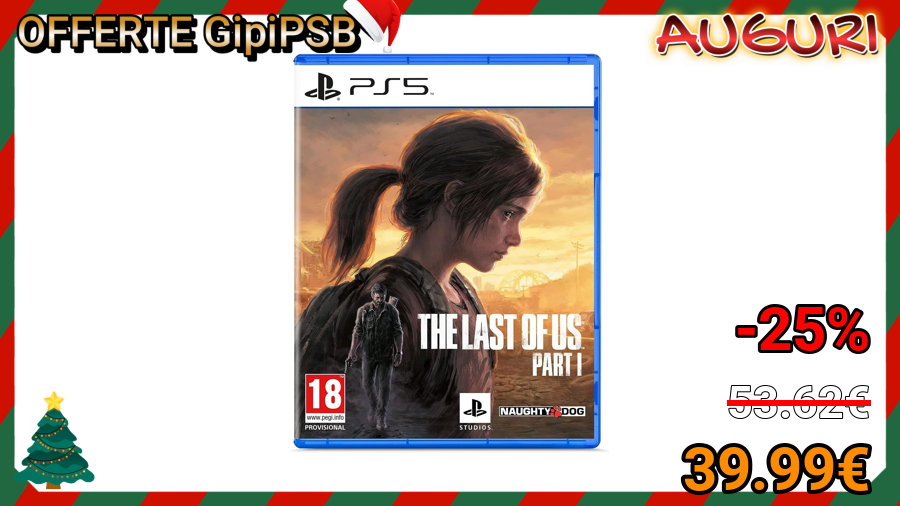 OFFERTE GipiPSB
AUGURI
PS5
THE LAST OF US
PART I
18
www.pegi.info
PROVISIONAL
STUDIOS
NAUGHTY DOG
-25%
53.62€
39.99€